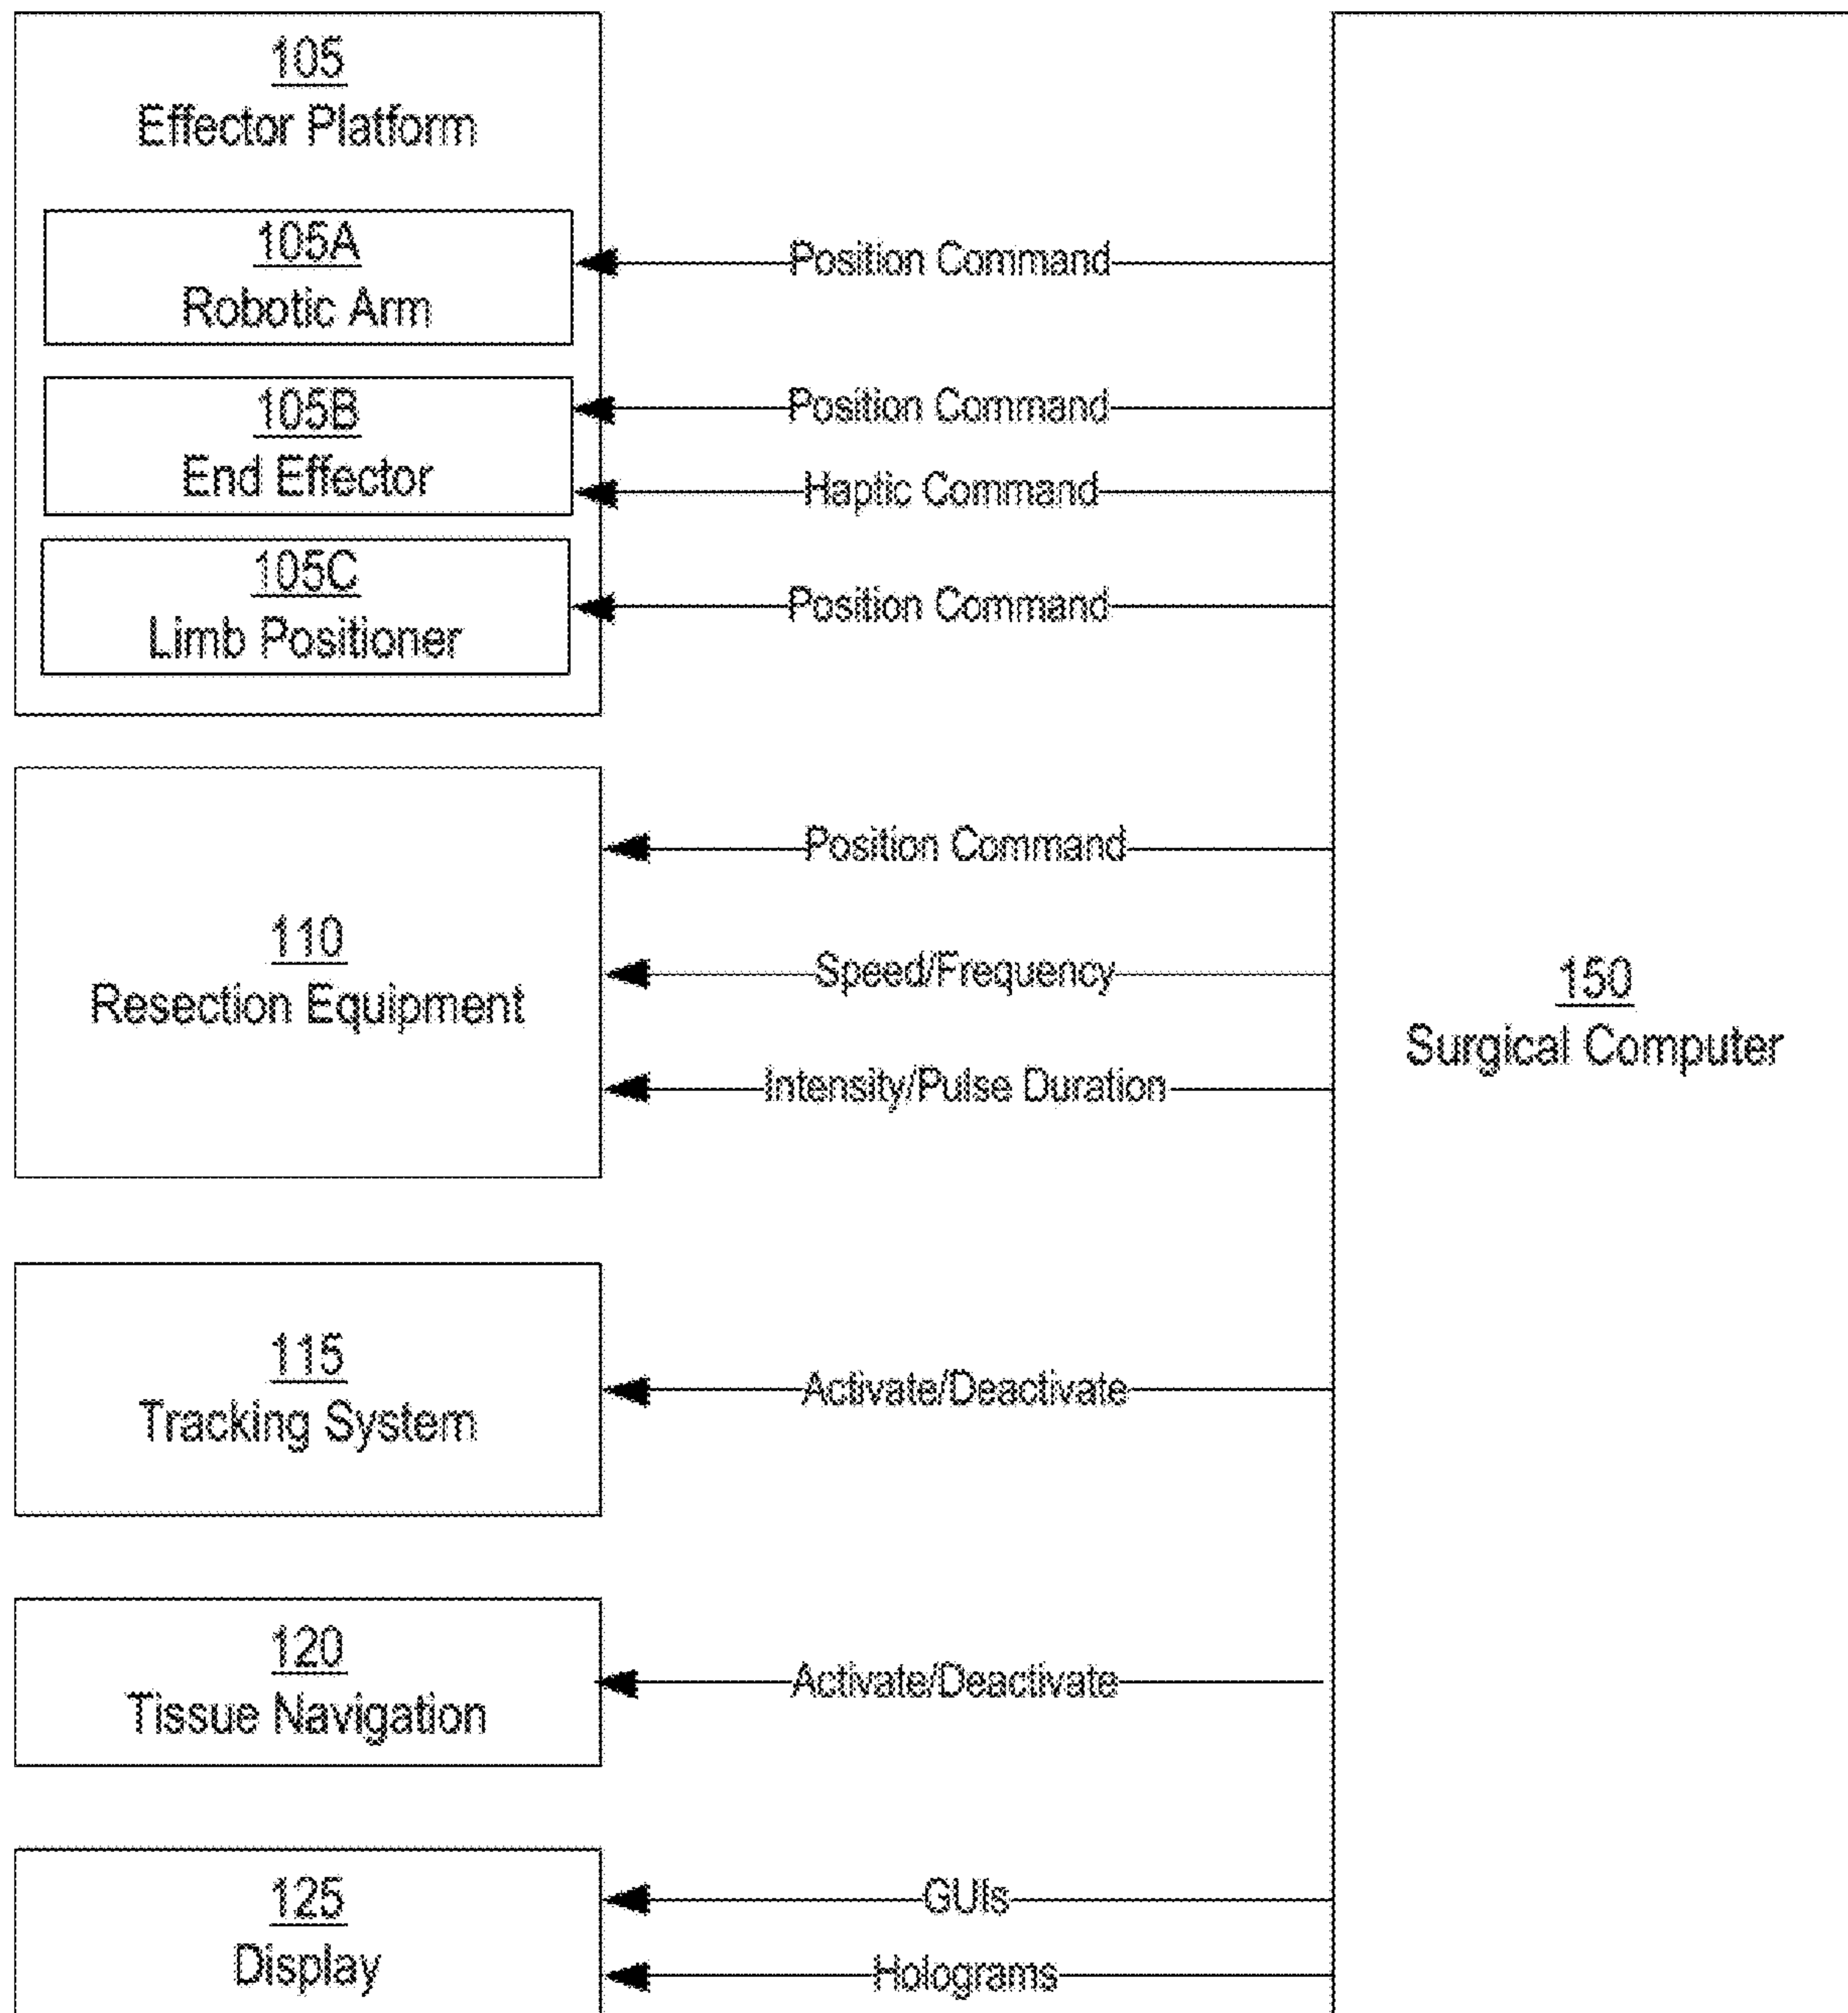 105
Effector Platform
105A
Robotic Arm
Position Command
105B
End Effector
Position Command
Haptic Command
105C
Limb Positioner
Position Command
110
Resection Equipment
Position Command
Speed/Frequency
Intensity/Pulse Duration
150
Surgical Computer
115
Tracking System
Activate/Deactivate
120
Tissue Navigation
Activate/Deactivate
125
Display
GUIs
Holograms